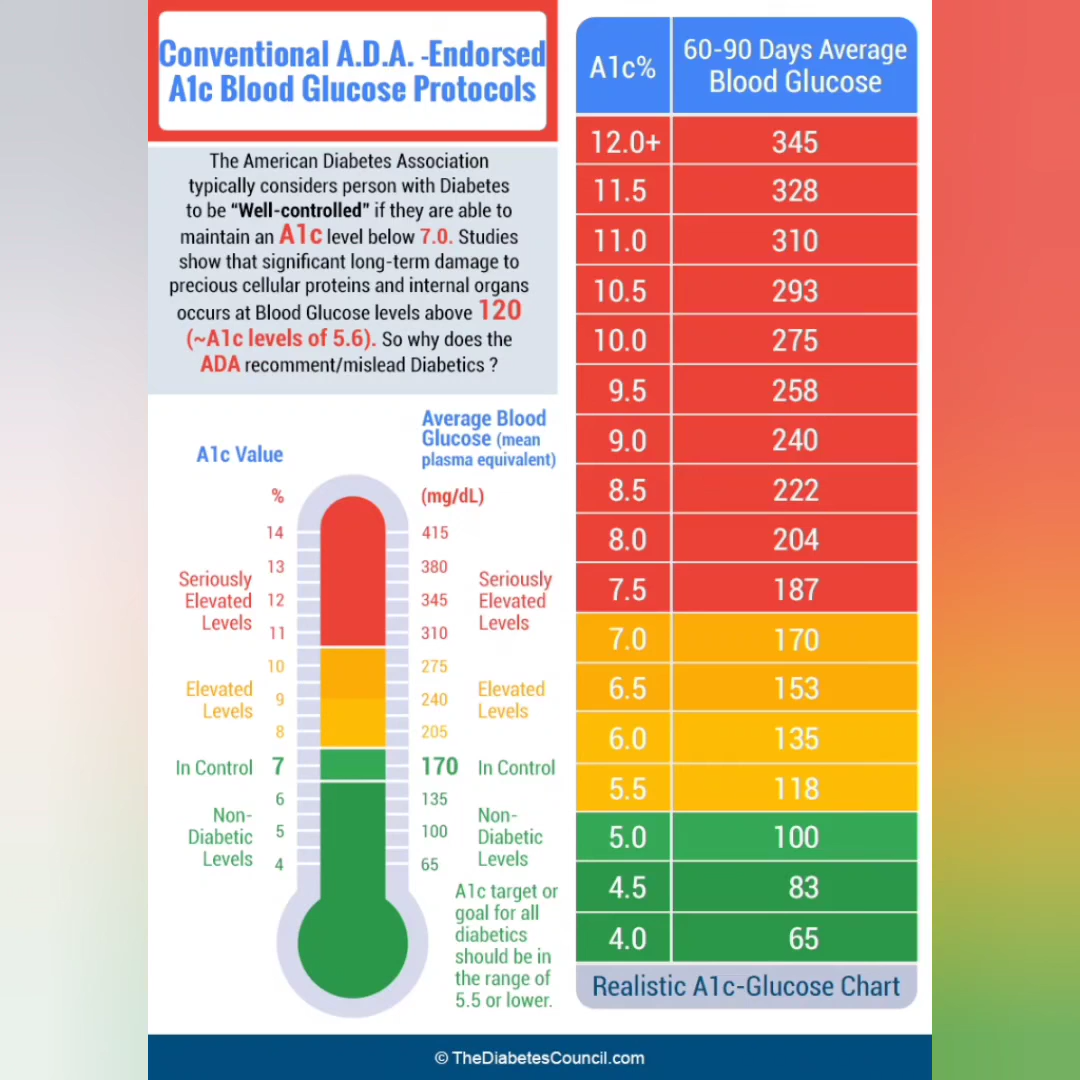 Conventional A.D.A. -Endorsed
A1c Blood Glucose Protocols
The American Diabetes Association
typically considers person with Diabetes
to be “Well-controlled” if they are able to
maintain an A1c level below 7.0. Studies
show that significant long-term damage to
precious cellular proteins and internal organs
occurs at Blood Glucose levels above 120
(~A1c levels of 5.6). So why does the
ADA recomment/mislead Diabetics ?
A1c Value
%
Average Blood
Glucose (mean
plasma equivalent)
(mg/dL)
14 415
13 380
12 345
11 310
10 275
9 240
8 205
7 170
6 135
5 100
4 65
Seriously
Elevated
Levels
Seriously
Elevated
Levels
Elevated
Levels
Elevated
Levels
In Control
In Control
Non-
Diabetic
Levels
Non-
Diabetic
Levels
A1c target or
goal for all
diabetics
should be in
the range of
5.5 or lower.
A1c%
60-90 Days Average
Blood Glucose
12.0+ 345
11.5 328
11.0 310
10.5 293
10.0 275
9.5 258
9.0 240
8.5 222
8.0 204
7.5 187
7.0 170
6.5 153
6.0 135
5.5 118
5.0 100
4.5 83
4.0 65
Realistic A1c-Glucose Chart
© TheDiabetesCouncil.com